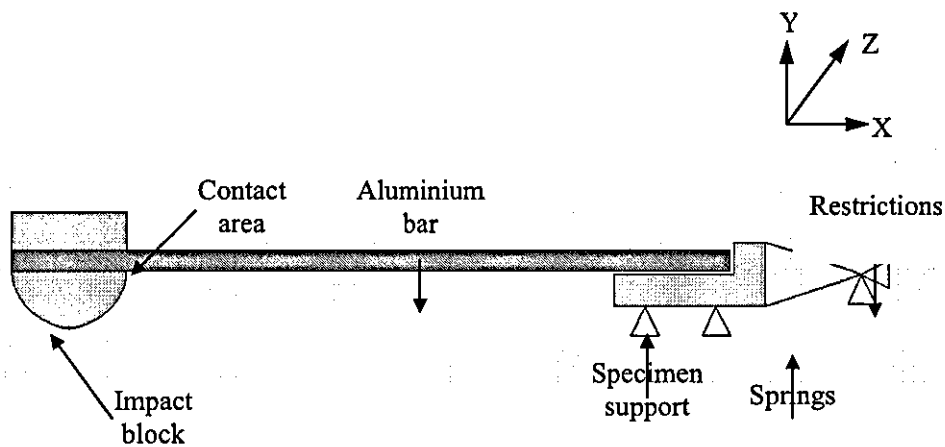 Y
Z
X
Contact
area
Aluminium
bar
Restrictions
Specimen
support
Springs
Impact
block